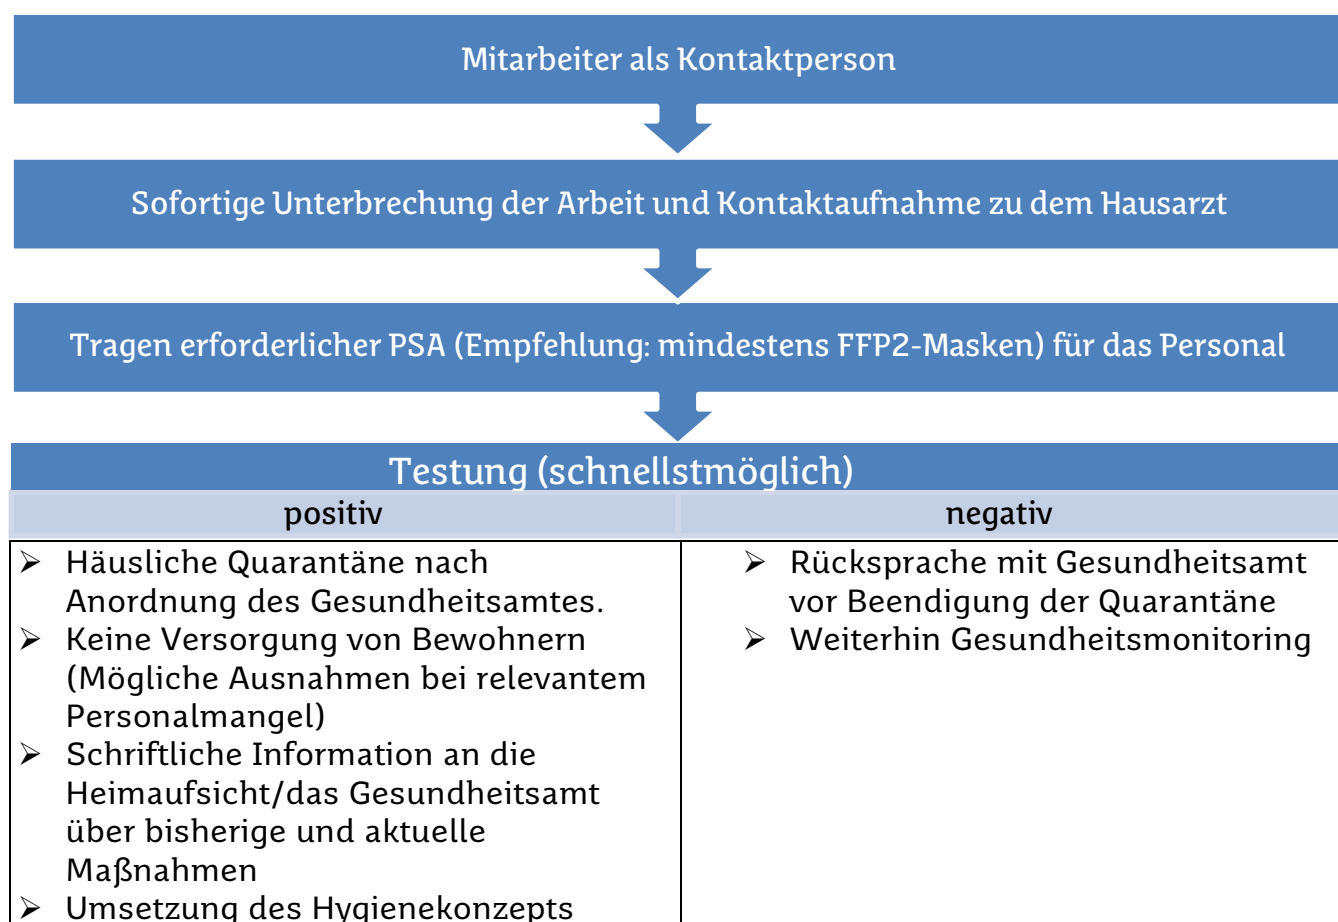 Mitarbeiter als Kontaktperson
Sofortige Unterbrechung der Arbeit und Kontaktaufnahme zu dem Hausarzt
Tragen erforderlicher PSA (Empfehlung: mindestens FFP2-Masken) für das Personal
Testung (schnellstmöglich)
positiv
➢ Häusliche Quarantäne nach
Anordnung des Gesundheitsamtes.
➢ Keine Versorgung von Bewohnern
(Mögliche Ausnahmen bei relevantem
Personalmangel)
➢ Schriftliche Information an die
Heimaufsicht/das Gesundheitsamt
über bisherige und aktuelle
Maßnahmen
➢ Umsetzung des Hygienekonzepts
negativ
➢ Rücksprache mit Gesundheitsamt
vor Beendigung der Quarantäne
➢ Weiterhin Gesundheitsmonitoring